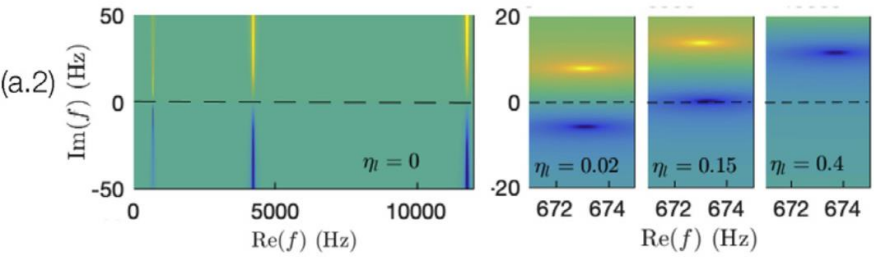 (a.2)
Im(f) (Hz)
50
0
-50
η_l = 0
0 5000 10000
Re(f) (Hz)
20
0
-20
η_l = 0.02
η_l = 0.15
η_l = 0.4
672 674
672 674
672 674
Re(f) (Hz)